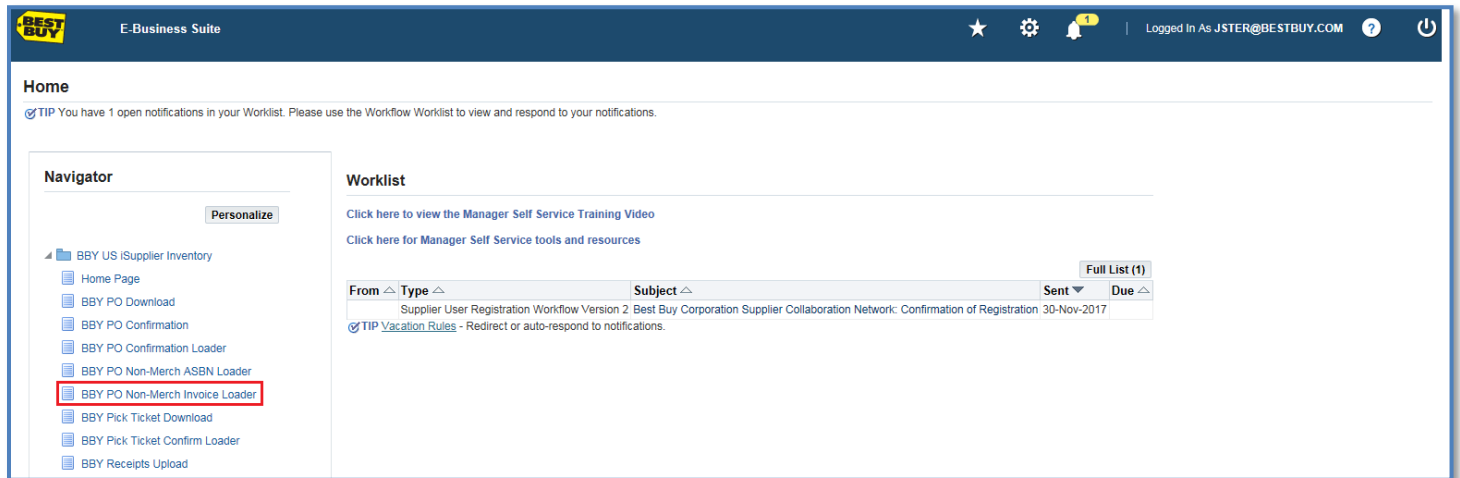 BEST BUY E-Business Suite 1 | Logged In As JSTER@BESTBUY.COM ?
Home
TIP You have 1 open notifications in your Worklist. Please use the Workflow Worklist to view and respond to your notifications.
Navigator
Personalize
BBY US iSupplier Inventory
Home Page
BBY PO Download
BBY PO Confirmation
BBY PO Confirmation Loader
BBY PO Non-Merch ASBN Loader
BBY PO Non-Merch Invoice Loader
BBY Pick Ticket Download
BBY Pick Ticket Confirm Loader
BBY Receipts Upload
Worklist
Click here to view the Manager Self Service Training Video
Click here for Manager Self Service tools and resources
Full List (1)
From Type Subject Sent Due
Supplier User Registration Workflow Version 2 Best Buy Corporation Supplier Collaboration Network: Confirmation of Registration 30-Nov-2017
TIP Vacation Rules - Redirect or auto-respond to notifications.